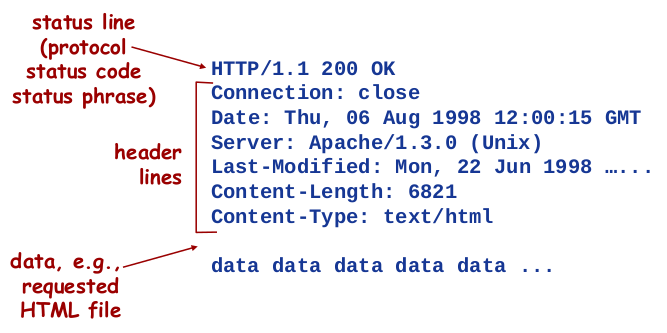 status line
(protocol
status code
status phrase)
HTTP/1.1 200 OK
Connection: close
Date: Thu, 06 Aug 1998 12:00:15 GMT
Server: Apache/1.3.0 (Unix)
Last-Modified: Mon, 22 Jun 1998 …...
Content-Length: 6821
Content-Type: text/html
header
lines
data, e.g.,
requested
HTML file
data data data data data ...